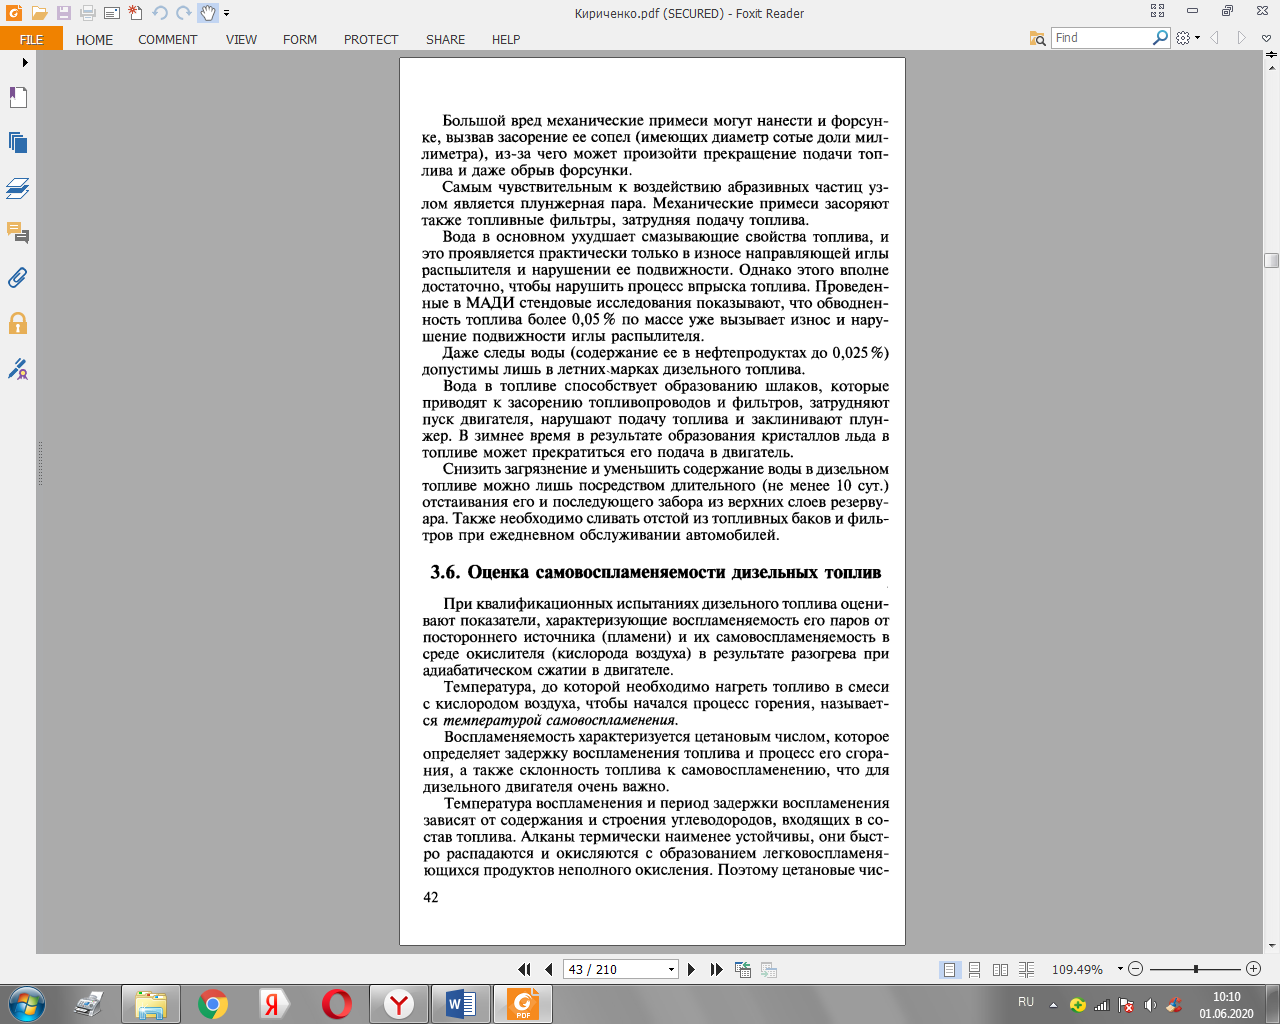 Кириченко.pdf (SECURED) - Foxit Reader
FILE HOME COMMENT VIEW FORM PROTECT SHARE HELP Find
Большой вред механические примеси могут нанести и форсун-
ке, вызвав засорение ее сопел (имеющих диаметр сотые доли мил-
лиметра), из-за чего может произойти прекращение подачи топ-
лива и даже обрыв форсунки.
Самым чувствительным к воздействию абразивных частиц уз-
лом является плунжерная пара. Механические примеси засоряют
также топливные фильтры, затрудняя подачу топлива.
Вода в основном ухудшает смазывающие свойства топлива, и
это проявляется практически только в износе направляющей иглы
распылителя и нарушении ее подвижности. Однако этого вполне
достаточно, чтобы нарушить процесс впрыска топлива. Проведен-
ные в МАДИ стендовые исследования показывают, что обводнен-
ность топлива более 0,05 % по массе уже вызывает износ и нару-
шение подвижности иглы распылителя.
Даже следы воды (содержание ее в нефтепродуктах до 0,025 %)
допустимы лишь в летних марках дизельного топлива.
Вода в топливе способствует образованию шлаков, которые
приводят к засорению топливопроводов и фильтров, затрудняют
пуск двигателя, нарушают подачу топлива и заклинивают плун-
жер. В зимнее время в результате образования кристаллов льда в
топливе может прекратиться его подача в двигатель.
Снизить загрязнение и уменьшить содержание воды в дизельном
топливе можно лишь посредством длительного (не менее 10 сут.)
отстаивания его и последующего забора из верхних слоев резерву-
ара. Также необходимо сливать отстой из топливных баков и филь-
тров при ежедневном обслуживании автомобилей.
3.6. Оценка самовоспламеняемости дизельных топлив
При квалификационных испытаниях дизельного топлива оцени-
вают показатели, характеризующие воспламеняемость его паров от
постороннего источника (пламени) и их самовоспламеняемость в
среде окислителя (кислорода воздуха) в результате разогрева при
адиабатическом сжатии в двигателе.
Температура, до которой необходимо нагреть топливо в смеси
с кислородом воздуха, чтобы начался процесс горения, называет-
ся температурой самовоспламенения.
Воспламеняемость характеризуется цетановым числом, которое
определяет задержку воспламенения топлива и процесс его сгора-
ния, а также склонность топлива к самовоспламенению, что для
дизельного двигателя очень важно.
Температура воспламенения и период задержки воспламенения
зависят от содержания и строения углеводородов, входящих в со-
став топлива. Алканы термически наименее устойчивы, они быст-
ро распадаются и окисляются с образованием легковоспламеня-
ющихся продуктов неполного окисления. Поэтому цетановые чис-
42
43 / 210 109.49%
RU 10:10
01.06.2020